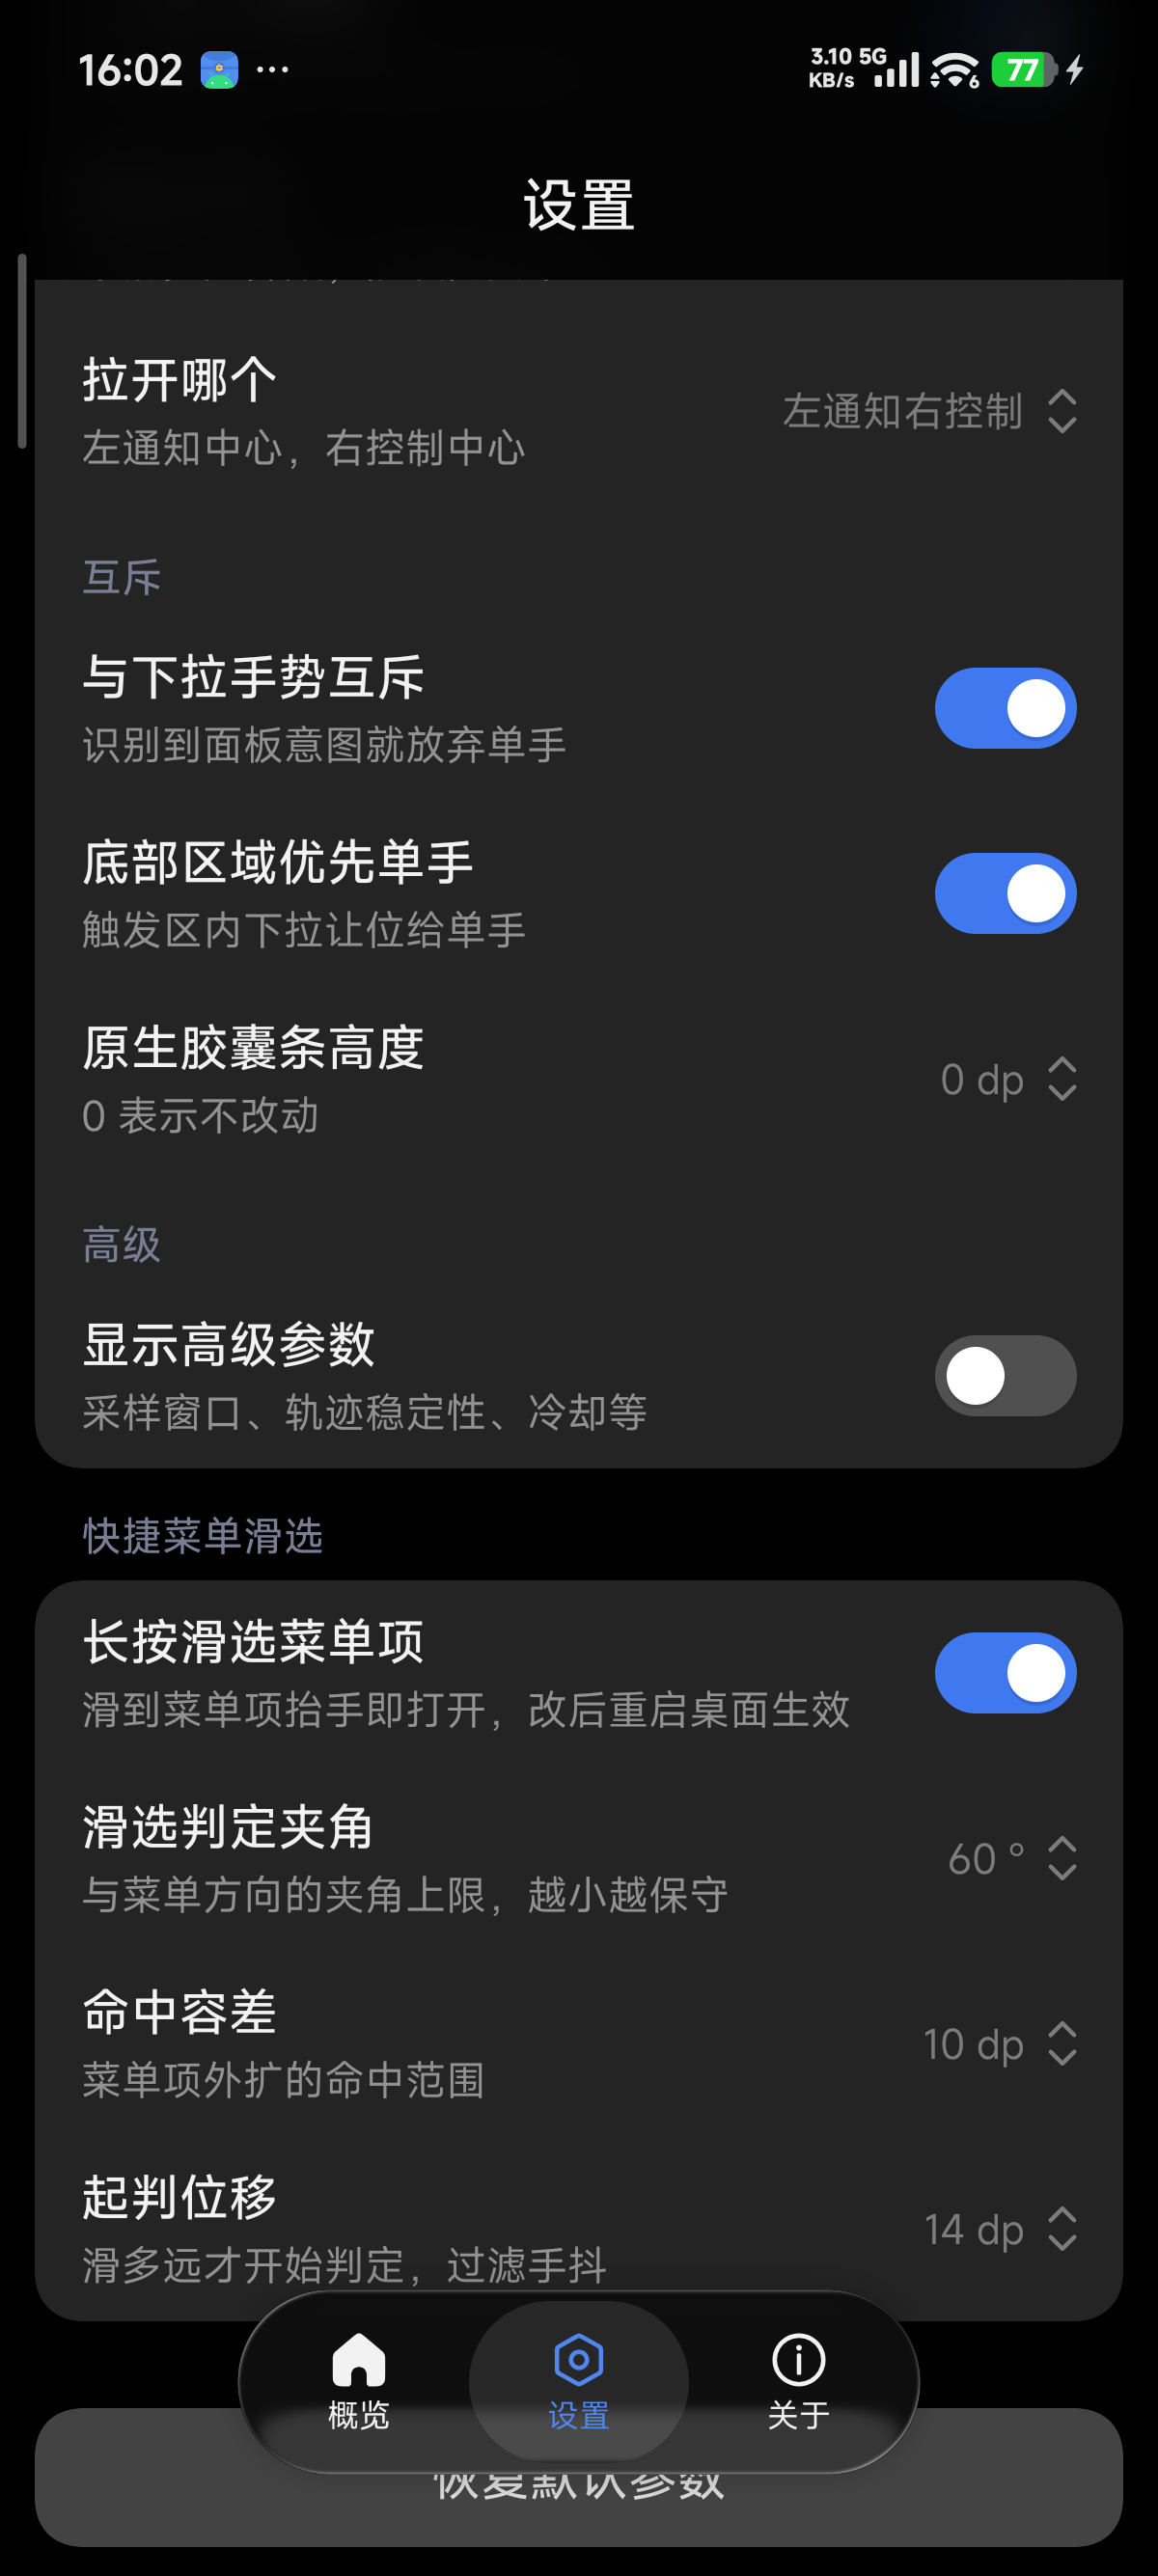 16:02
3.10 KB/s 5G 6 77
设置
拉开哪个
左通知中心，右控制中心
左通知右控制
互斥
与下拉手势互斥
识别到面板意图就放弃单手
底部区域优先单手
触发区内下拉让位给单手
原生胶囊条高度
0 表示不改动
0 dp
高级
显示高级参数
采样窗口、轨迹稳定性、冷却等
快捷菜单滑选
长按滑选菜单项
滑到菜单项抬手即打开，改后重启桌面生效
滑选判定夹角
与菜单方向的夹角上限，越小越保守
60 °
命中容差
菜单项外扩的命中范围
10 dp
起判位移
滑多远才开始判定，过滤手抖
14 dp
概览
设置
关于
恢复默认参数